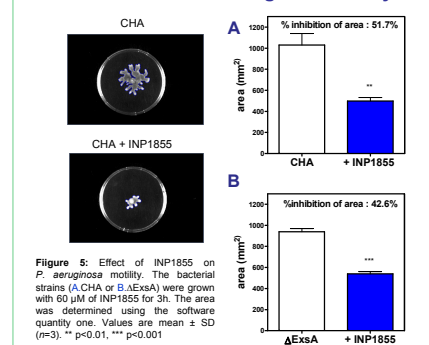 CHA
CHA + INP1855
Fiigure 5: Effect of INP1855 on
P. aeruginosa motility. The bacterial
strains (A.CHA or B.ΔExsA) were grown
with 60 µM of INP1855 for 3h. The area
was determined using the software
quantity one. Values are mean ± SD
(n=3). ** p<0.01, *** p<0.001
A
% inhibition of area : 51.7%
area (mm²)
1200
1000
800
600
400
200
0
**
CHA
+ INP1855
B
%inhibition of area : 42.6%
area (mm²)
1200
1000
800
600
400
200
0
***
ΔExsA
+ INP1855